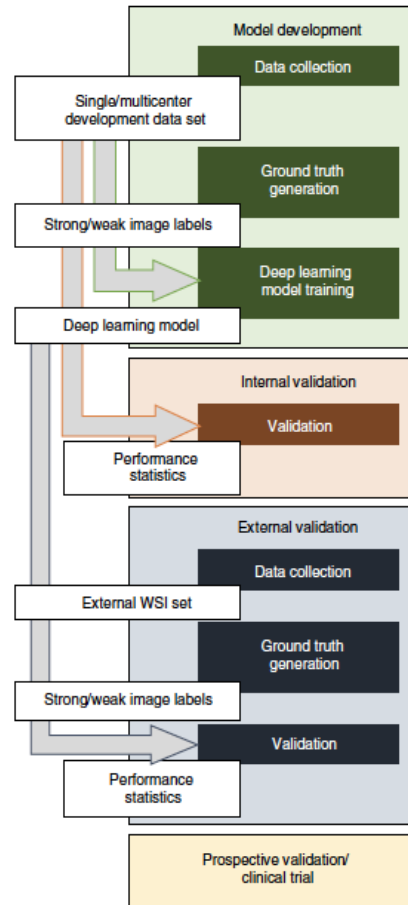 Model development
Data collection
Single/multicenter
development data set
Ground truth
generation
Strong/weak image labels
Deep learning
model training
Deep learning model
Internal validation
Validation
Performance
statistics
External validation
Data collection
External WSI set
Ground truth
generation
Strong/weak image labels
Validation
Performance
statistics
Prospective validation/
clinical trial